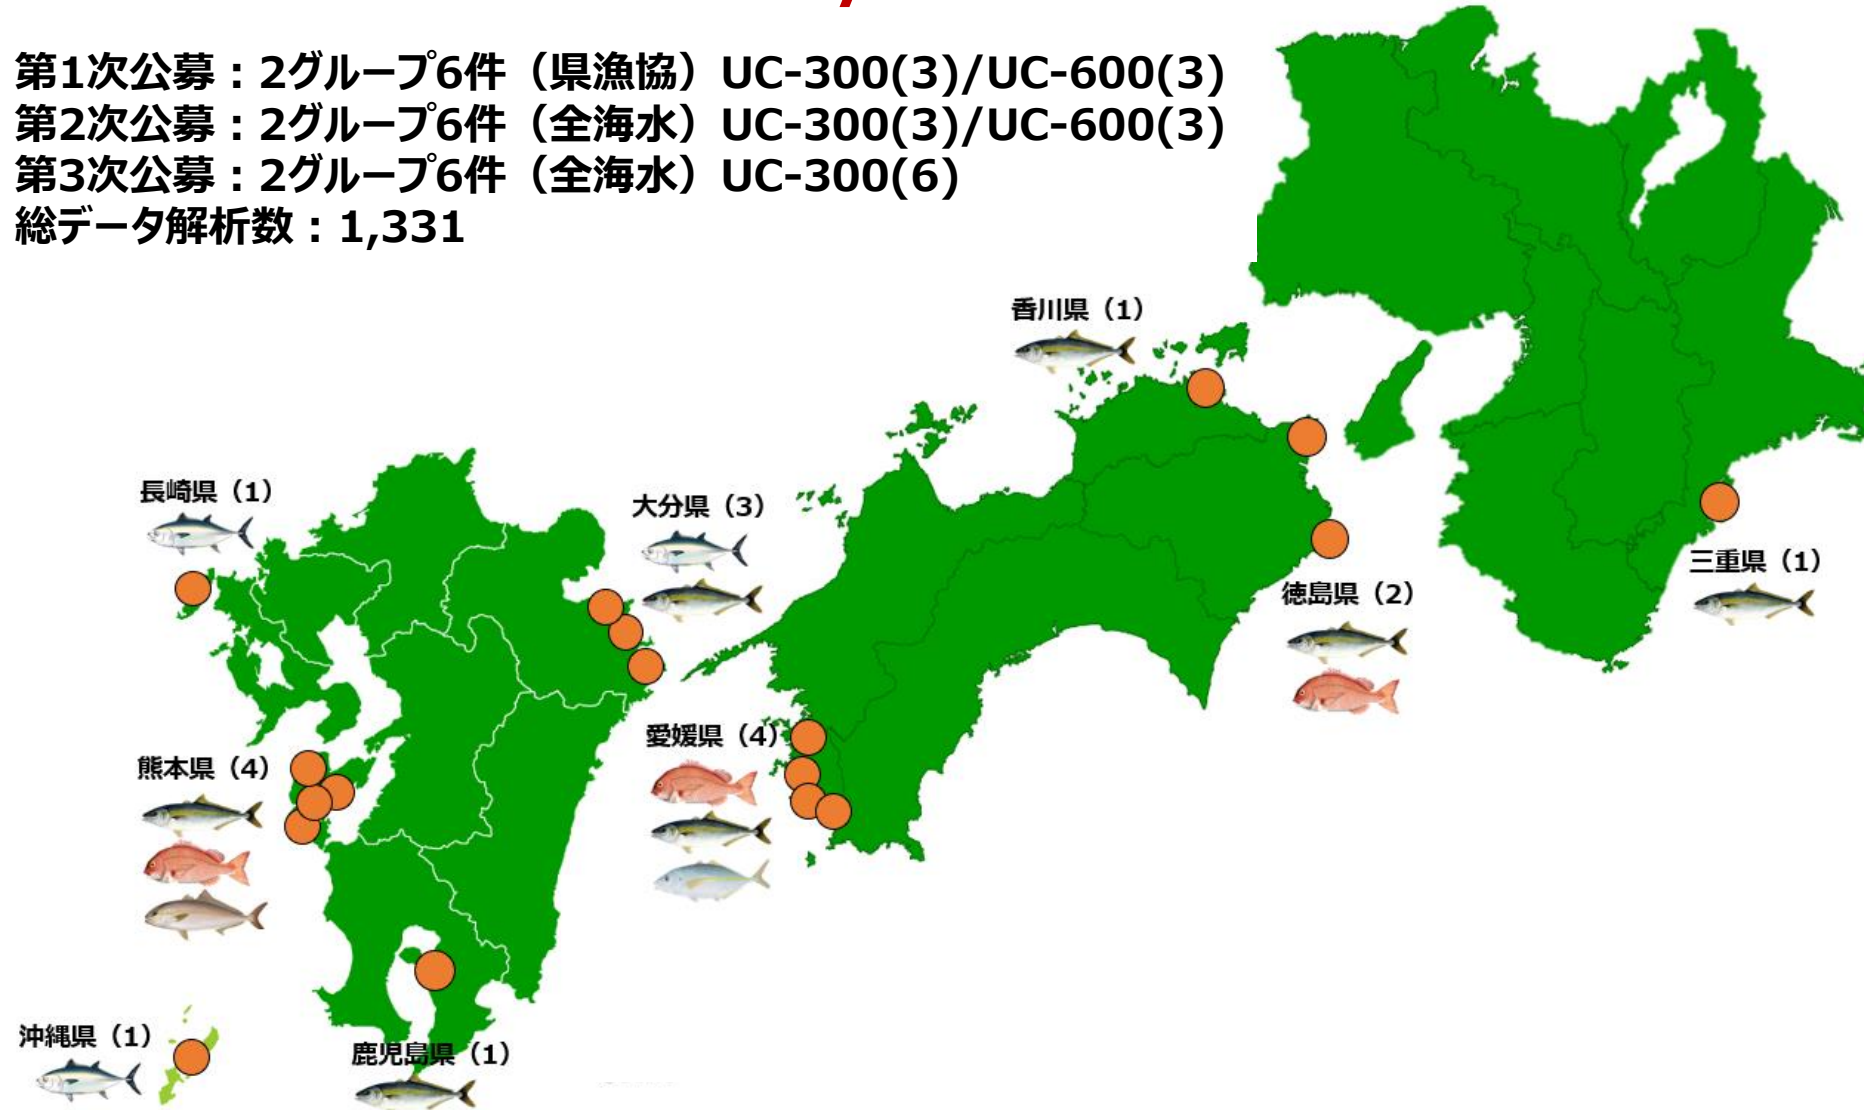 第1次公募：2グループ6件（県漁協）UC-300(3)/UC-600(3)
第2次公募：2グループ6件（全海水）UC-300(3)/UC-600(3)
第3次公募：2グループ6件（全海水）UC-300(6)
総データ解析数：1,331
香川県（1）
長崎県（1）
大分県（3）
三重県（1）
徳島県（2）
愛媛県（4）
熊本県（4）
沖縄県（1）
鹿児島県（1）